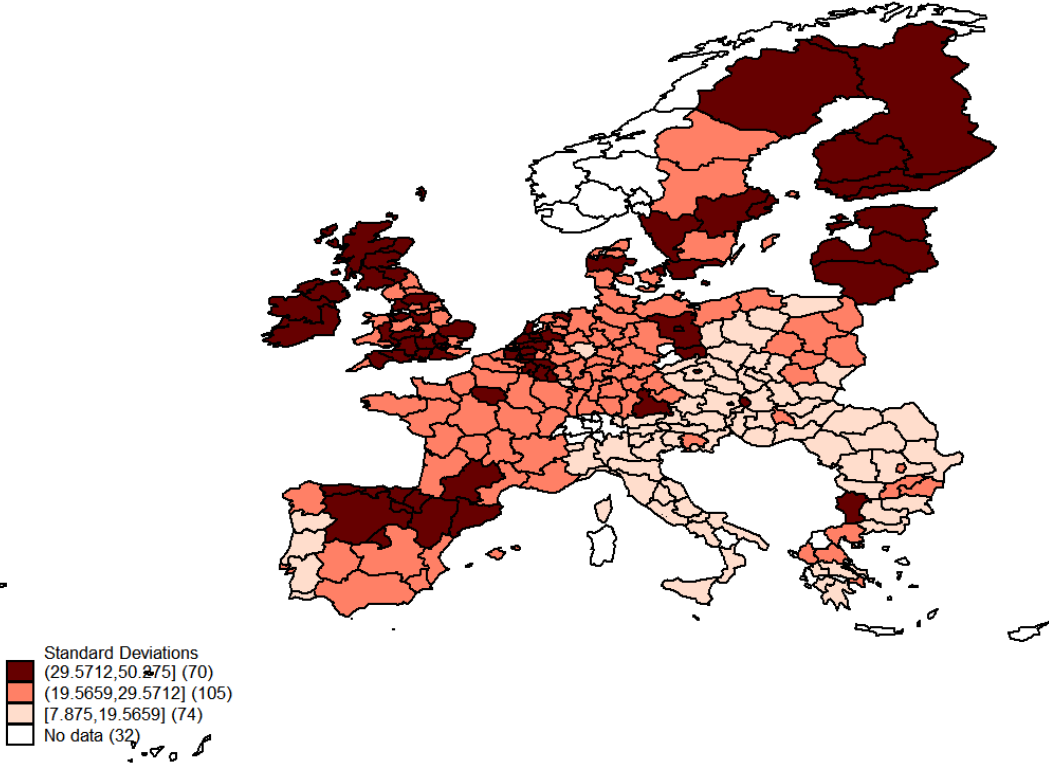 Standard Deviations
(29.5712,50.275] (70)
(19.5659,29.5712] (105)
[7.875,19.5659] (74)
No data (32)